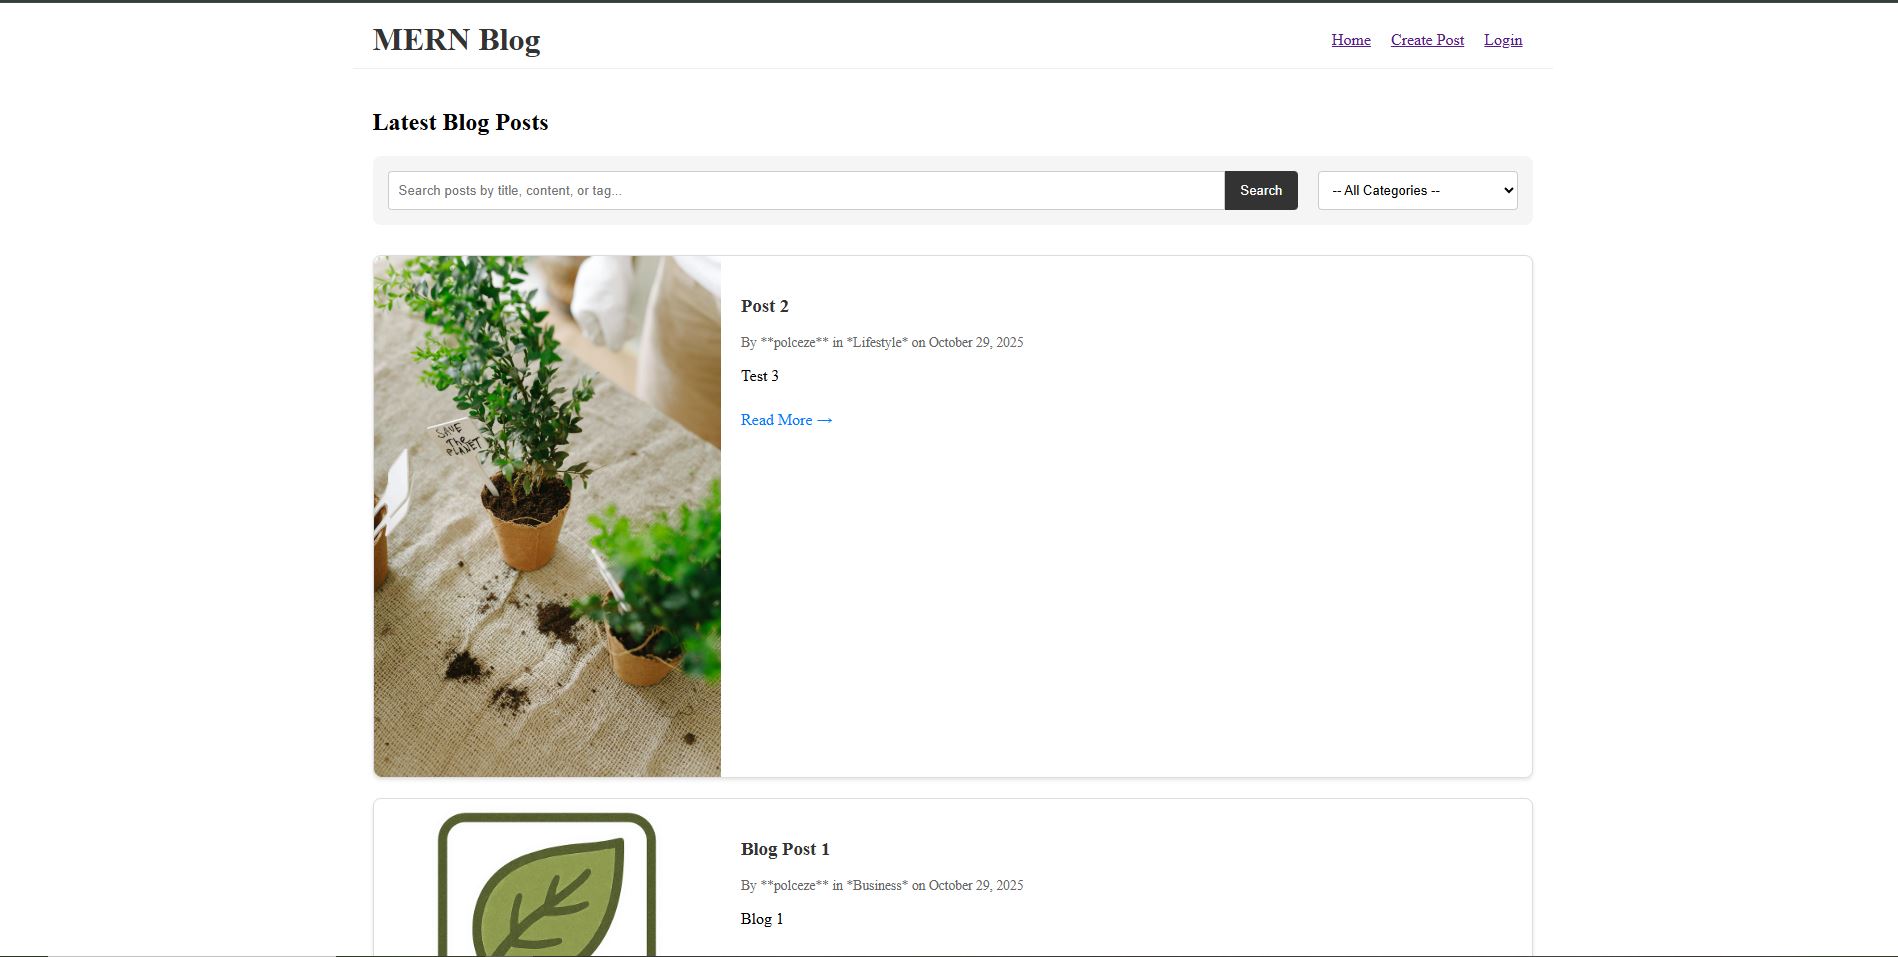 MERN Blog
Home Create Post Login
Latest Blog Posts
Search posts by title, content, or tag...
Search
-- All Categories --
SAVE
The
PLANET
Post 2
By **polceze** in *Lifestyle* on October 29, 2025
Test 3
Read More →
Blog Post 1
By **polceze** in *Business* on October 29, 2025
Blog 1